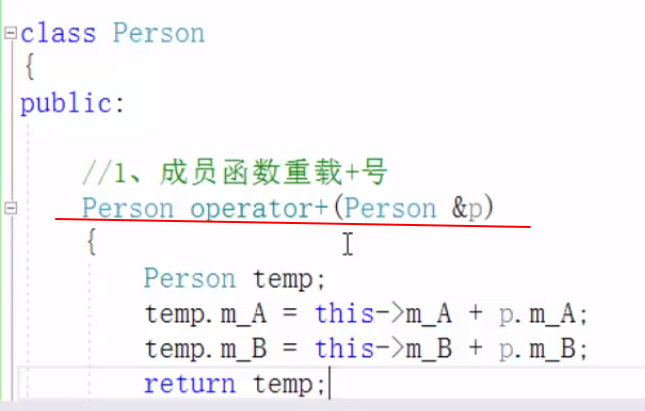 class Person
{
public:
//1、成员函数重载+号
Person operator+(Person &p)
{
Person temp;
temp.m_A = this->m_A + p.m_A;
temp.m_B = this->m_B + p.m_B;
return temp;